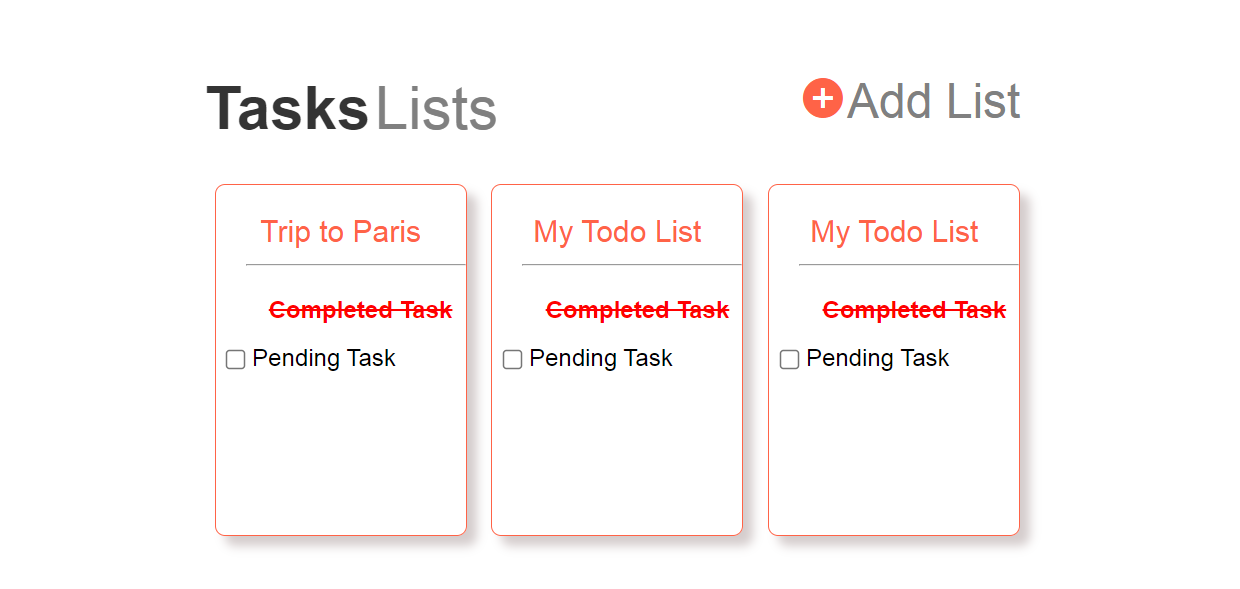 Tasks Lists
Add List
Trip to Paris
Completed Task
Pending Task
My Todo List
Completed Task
Pending Task
My Todo List
Completed Task
Pending Task